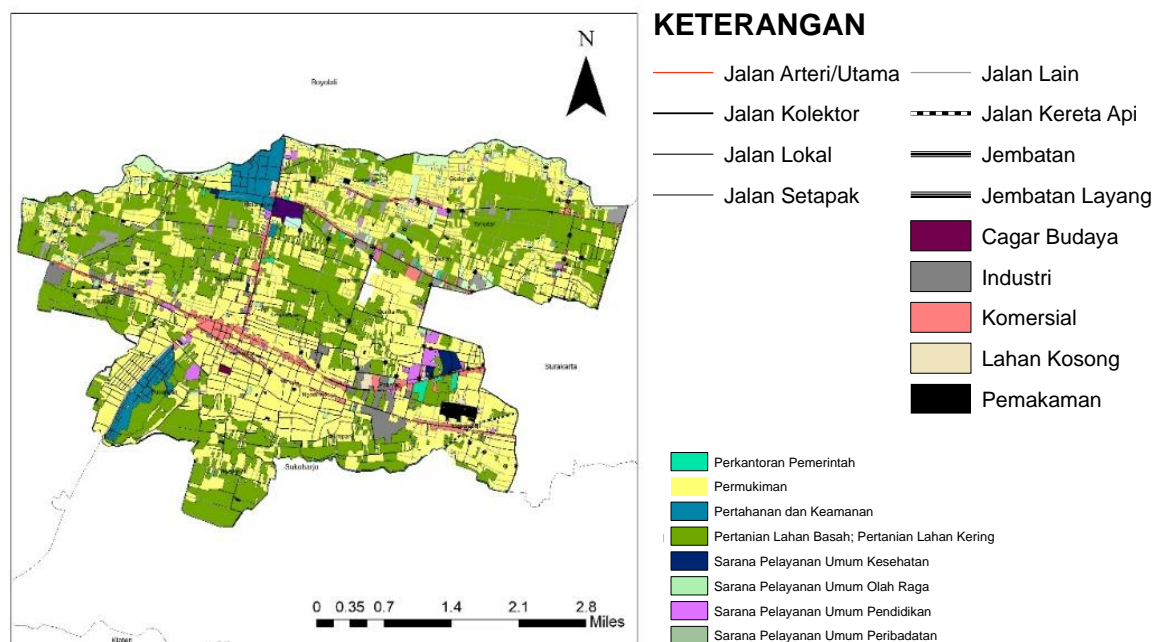 KETERANGAN
N
Jalan Arteri/Utama
Jalan Lain
Boyolali
Jalan Kolektor
Jalan Kereta Api
Jalan Lokal
Jembatan
Jalan Setapak
Jembatan Layang
Cagar Budaya
Industri
Komersial
Surakarta
Lahan Kosong
Pemakaman
Sukoharjo
Perkantoran Pemerintah
Permukiman
Pertahanan dan Keamanan
Pertanian Lahan Basah; Pertanian Lahan Kering
Sarana Pelayanan Umum Kesehatan
Sarana Pelayanan Umum Olah Raga
0 0.35 0.7 1.4 2.1 2.8
Miles
Sarana Pelayanan Umum Pendidikan
Sarana Pelayanan Umum Peribadatan
Klaten